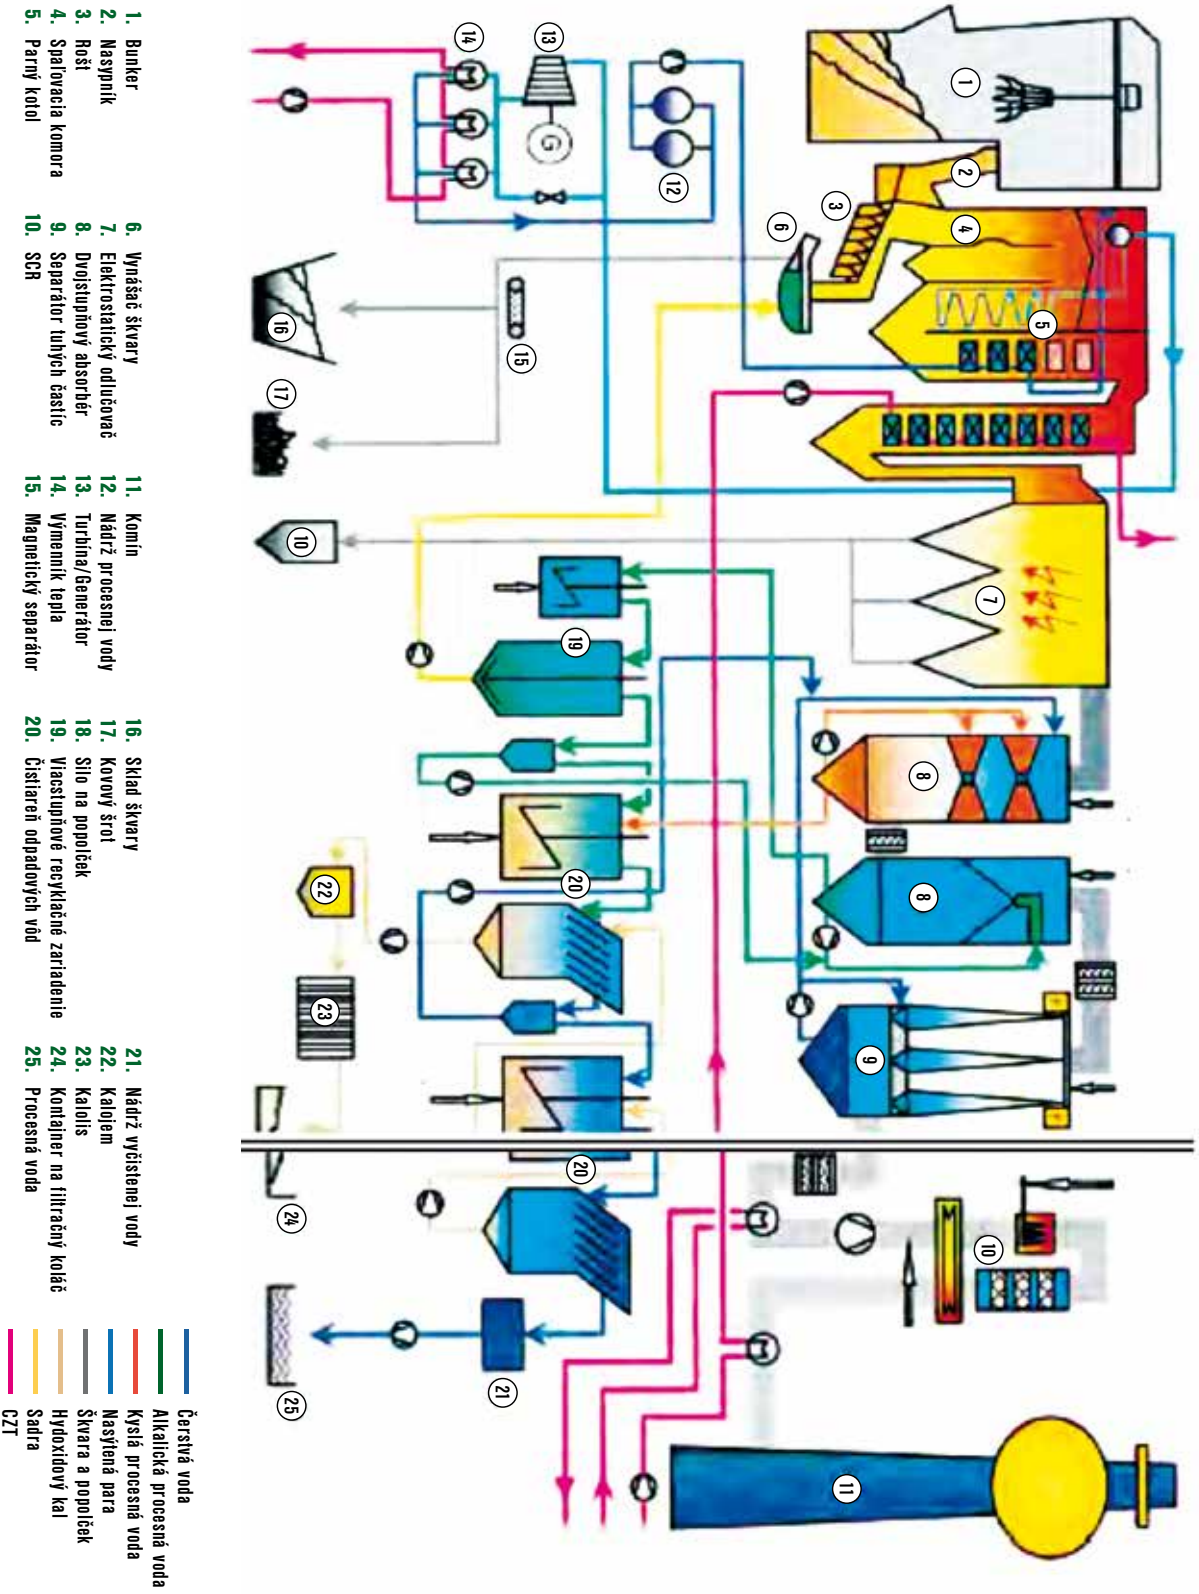 5
7
10
1
2
4
8
8
9
11
3
6
12
19
20
20
13
G
15
21
14
22
23
10
24
25
16
17
1. Bunker
2. Nasypník
3. Rošt
4. Spaľovacia komora
5. Parný kotol
6. Vynášač škvary
7. Elektrostatický odlučovač
8. Dvojstupňový absorbér
9. Separátor tuhých častíc
10. SCR
11. Komín
12. Nádrž procesnej vody
13. Turbína/Generátor
14. Výmenník tepla
15. Magnetický separátor
16. Sklad škvary
17. Kovový šrot
18. Silo na popolček
19. Viacstupňové recyklačné zariadenie
20. Čistiareň odpadových vôd
21. Nádrž vyčistenej vody
22. Kalojem
23. Kalolis
24. Kontajner na filtračný koláč
25. Procesná voda
Čerstvá voda
Alkalická procesná voda
Kyslá procesná voda
Nasýtená para
Škvara a popolček
Hydoxidový kal
Sadra
CZT